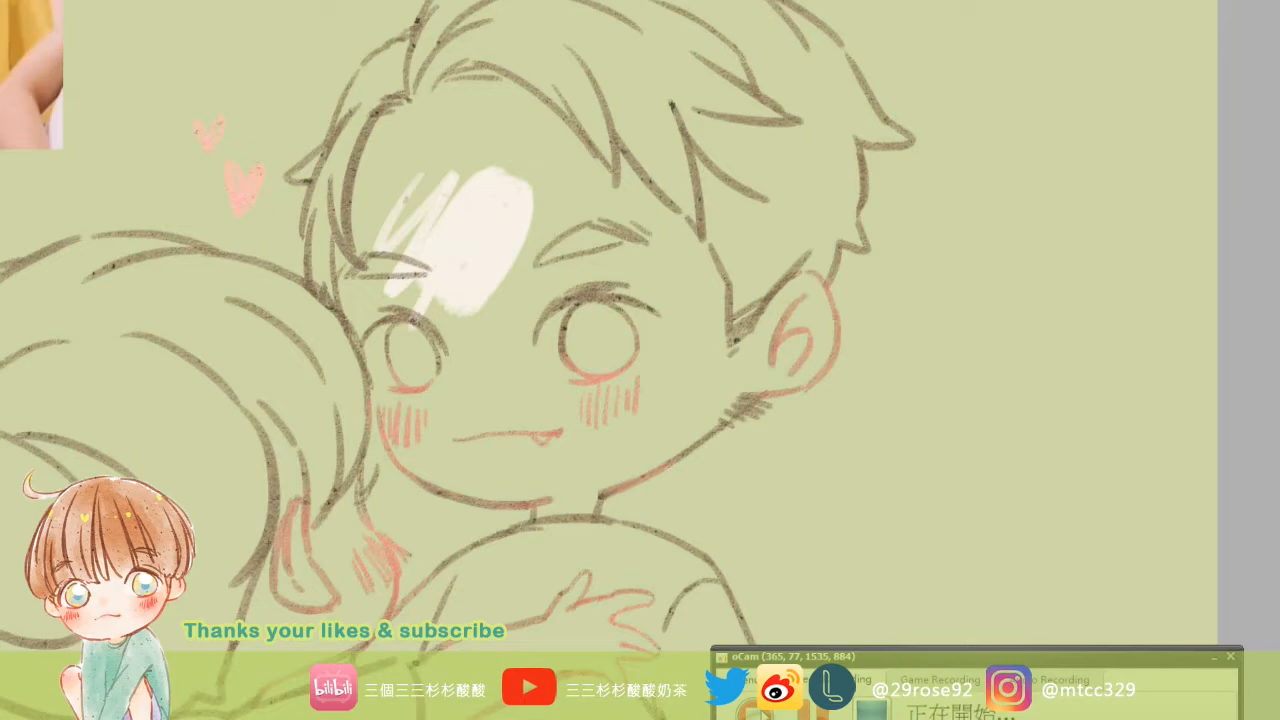 Thanks your likes & subscribe
oCam (365, 77, 1535, 884)
Game Recording
bilibili 三個三三杉杉酸酸
三三杉杉酸酸奶茶
@29rose92
@mtcc329
正在開始...